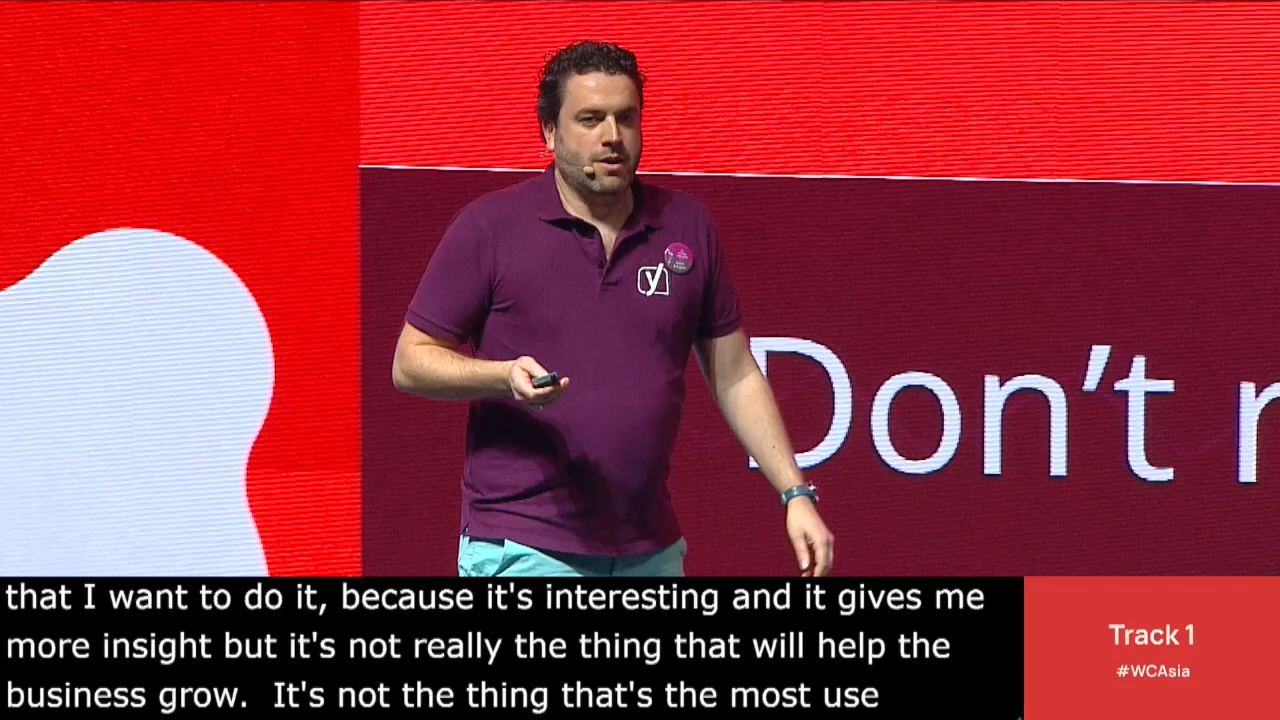 Don't
y
that I want to do it, because it's interesting and it gives me
more insight but it's not really the thing that will help the
business grow.  It's not the thing that's the most use
Track 1
#WCAsia